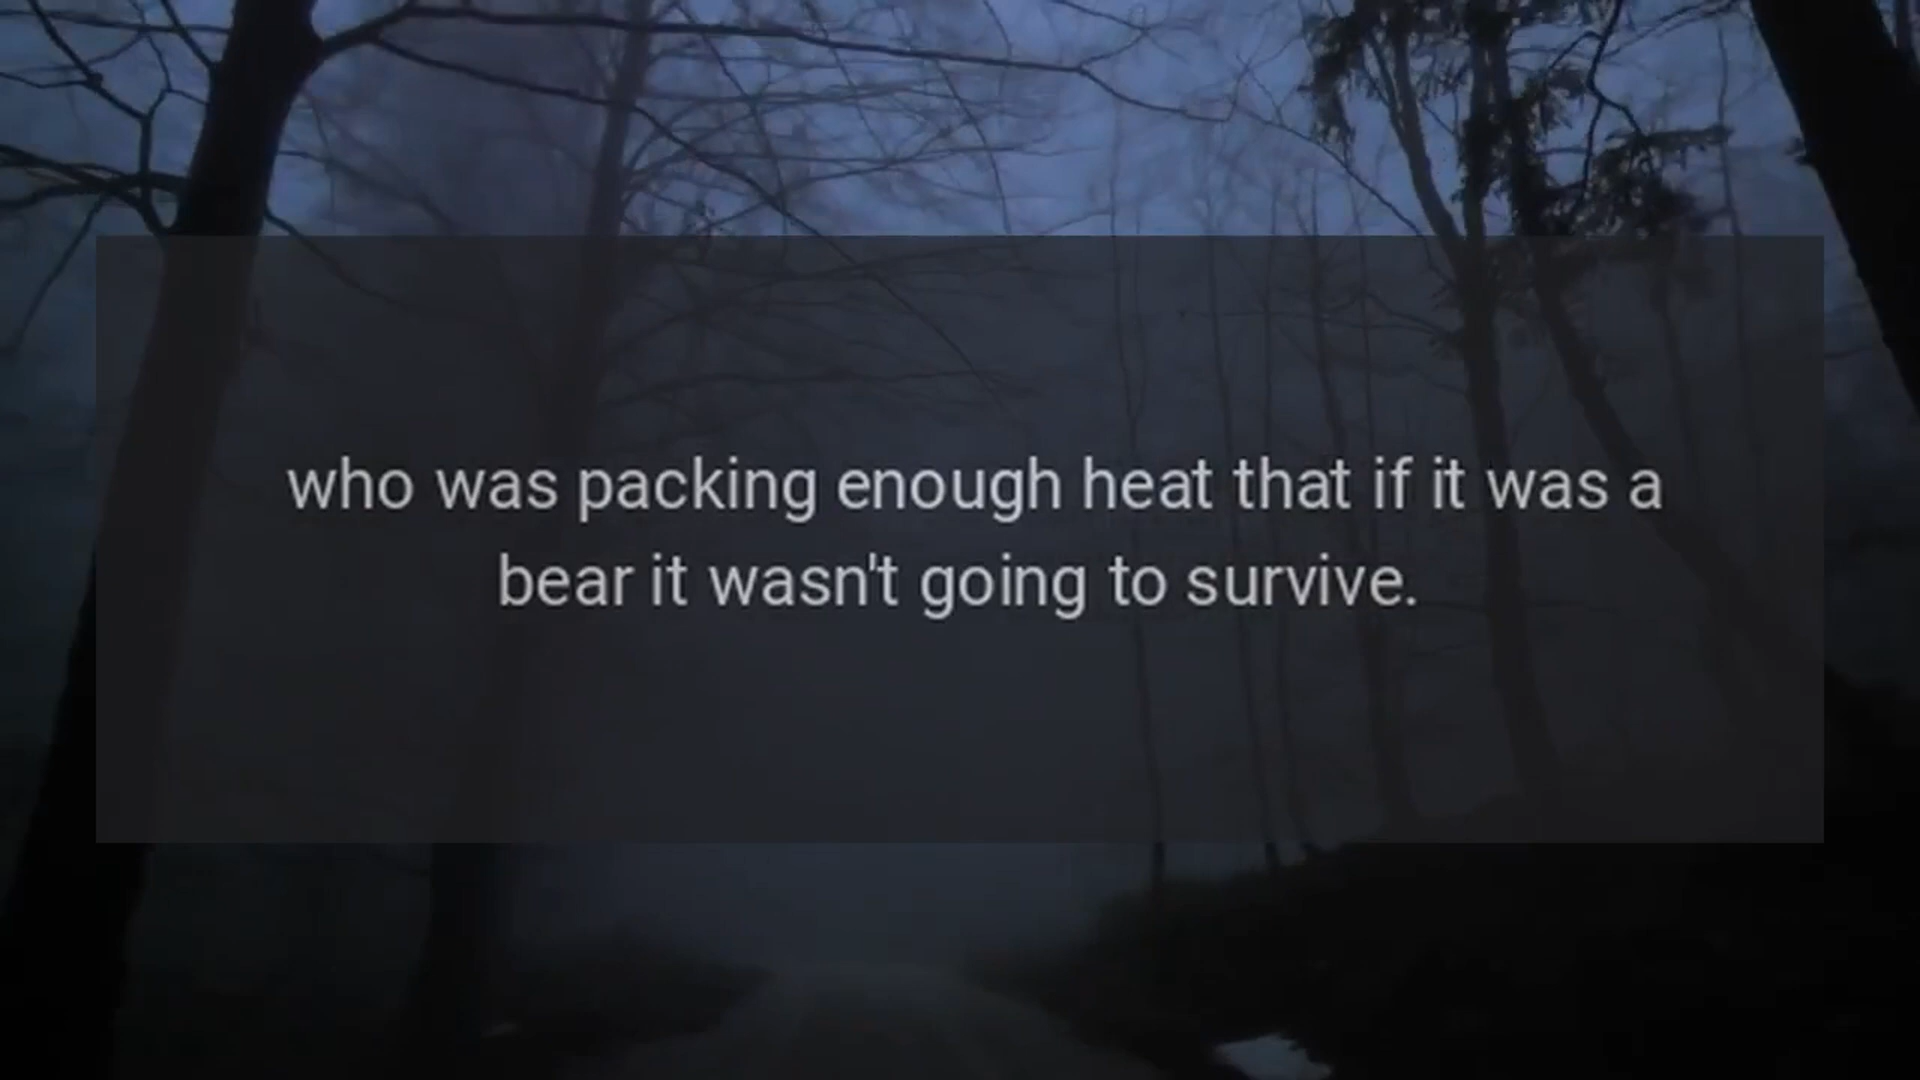 who was packing enough heat that if it was a
bear it wasn't going to survive.